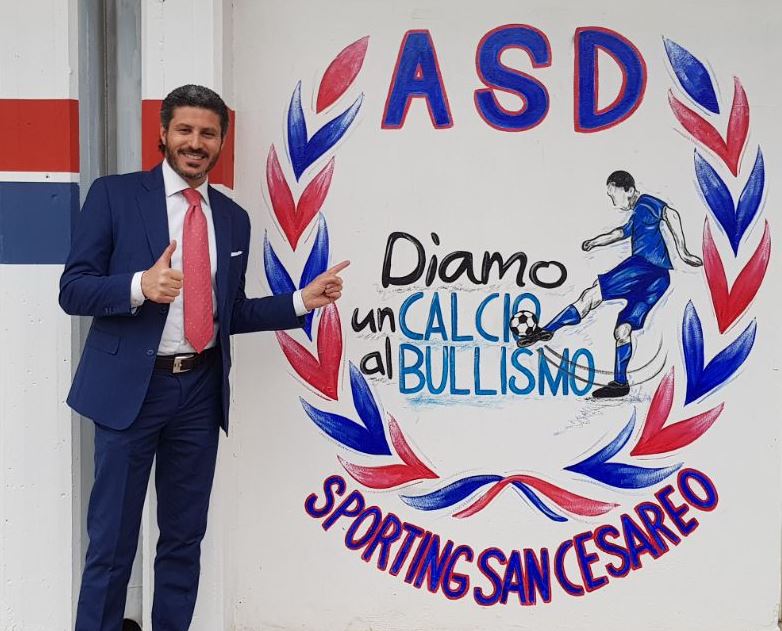 ASD
Diamo
un CALCIO
al BULLISMO
SPORTING SAN CESAREO